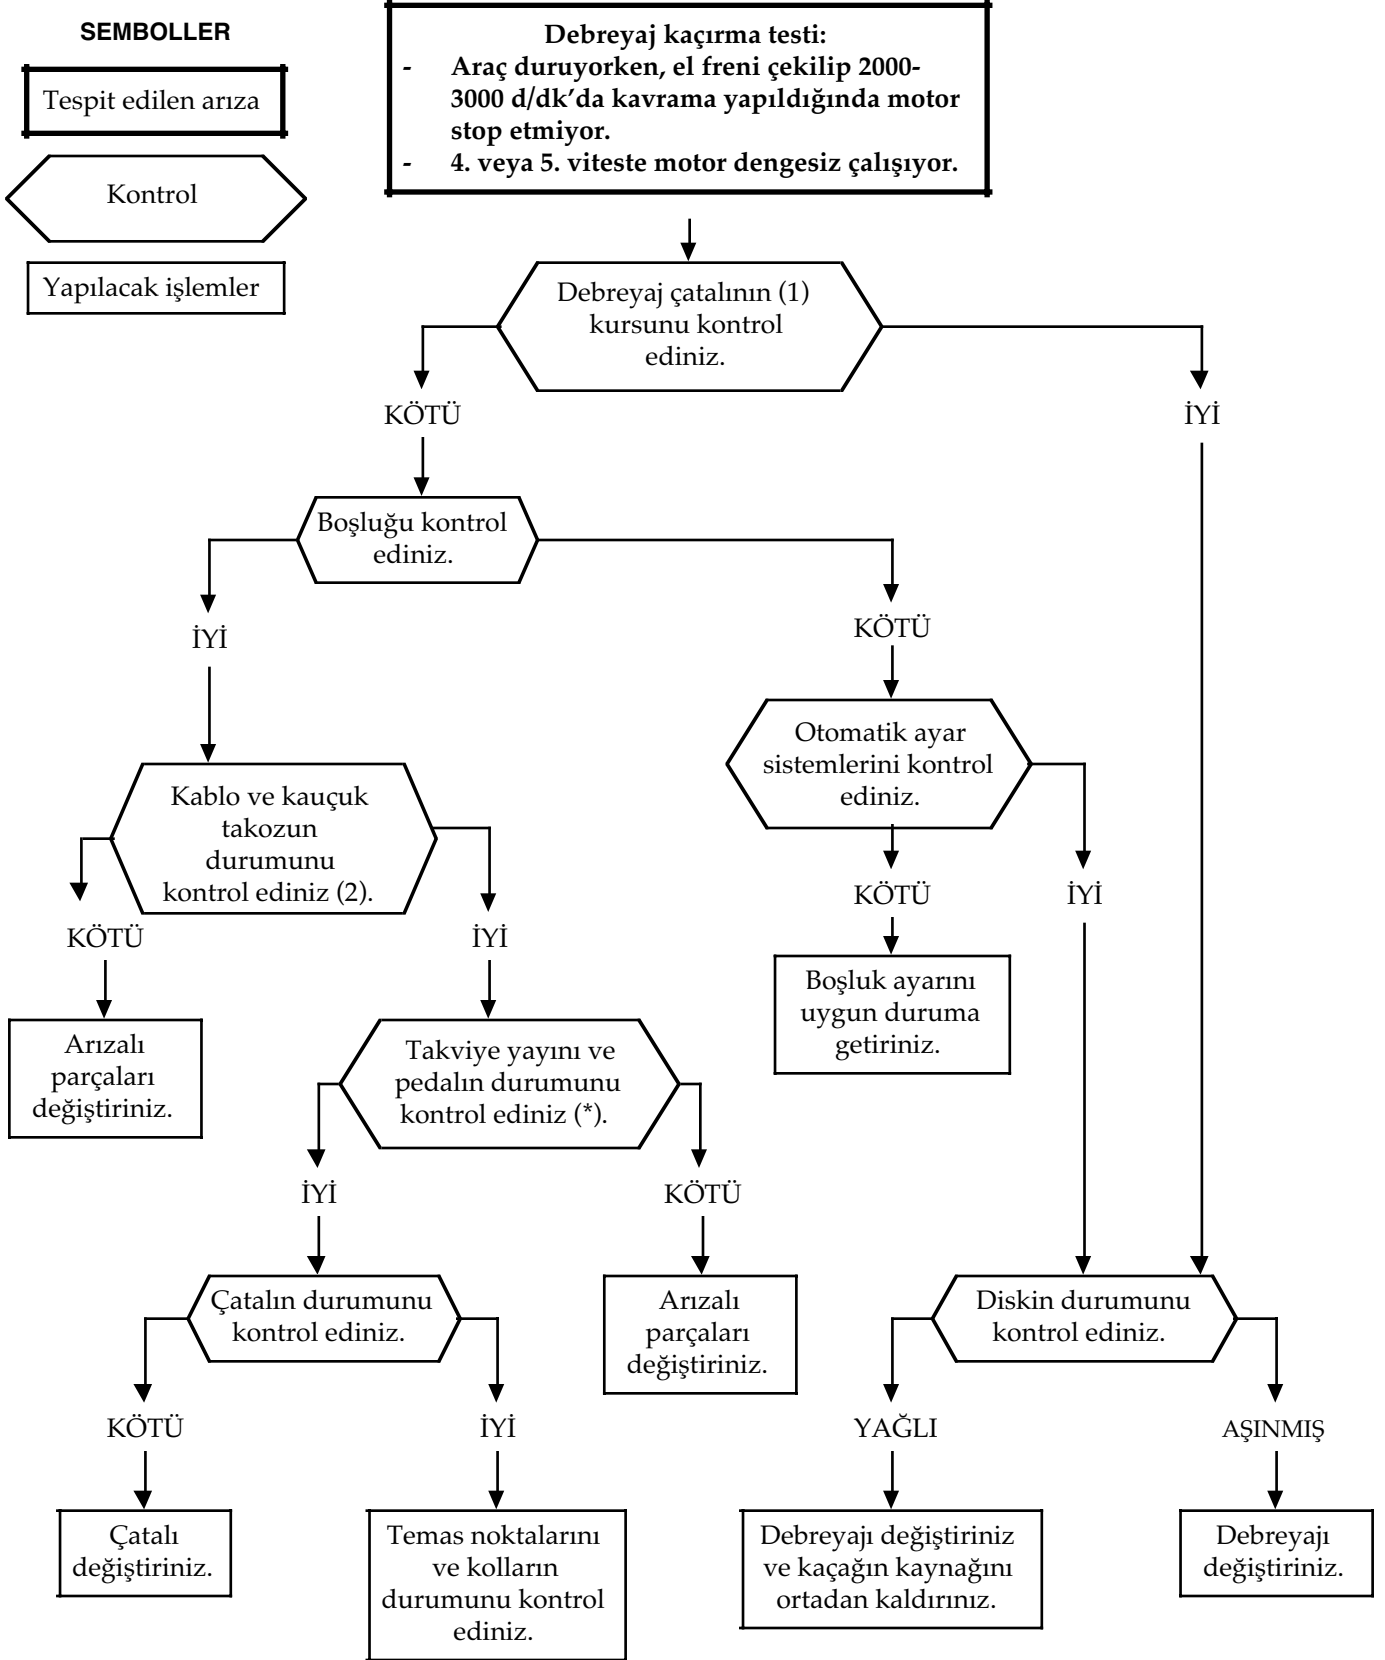 SEMBOLLER
Tespit edilen arıza
Kontrol
Yapılacak işlemler
Debreyaj kaçırma testi:
- Araç duruyorken, el freni çekilip 2000-
3000 d/dk’da kavrama yapıldığında motor
stop etmiyor.
- 4. veya 5. viteste motor dengesiz çalışıyor.
Debreyaj çatalının (1)
kursunu kontrol
ediniz.
KÖTÜ
İYİ
Boşluğu kontrol
ediniz.
İYİ
KÖTÜ
Otomatik ayar
sistemlerini kontrol
ediniz.
Kablo ve kauçuk
takozun
durumunu
kontrol ediniz (2).
KÖTÜ
İYİ
KÖTÜ
İYİ
Boşluk ayarını
uygun duruma
getiriniz.
Arızalı
parçaları
değiştiriniz.
Takviye yayını ve
pedalın durumunu
kontrol ediniz (*).
İYİ
KÖTÜ
Çatalın durumunu
kontrol ediniz.
Arızalı
parçaları
değiştiriniz.
Diskin durumunu
kontrol ediniz.
KÖTÜ
İYİ
YAĞLI
AŞINMIŞ
Çatalı
değiştiriniz.
Temas noktalarını
ve kolların
durumunu kontrol
ediniz.
Debreyajı değiştiriniz
ve kaçağın kaynağını
ortadan kaldırınız.
Debreyajı
değiştiriniz.